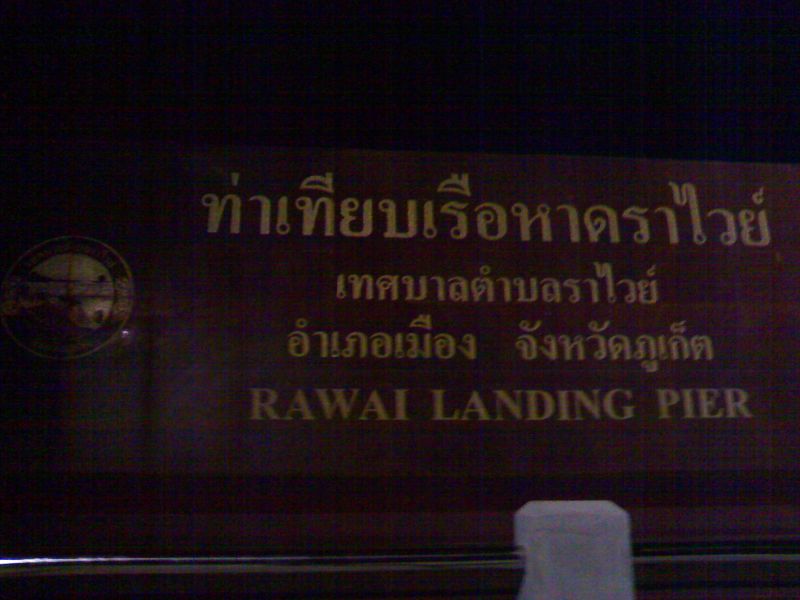 ท่าเทียบเรือหาดราไวย์
เทศบาลตำบลราไวย์
อำเภอเมือง จังหวัดภูเก็ต
RAWAI LANDING PIER